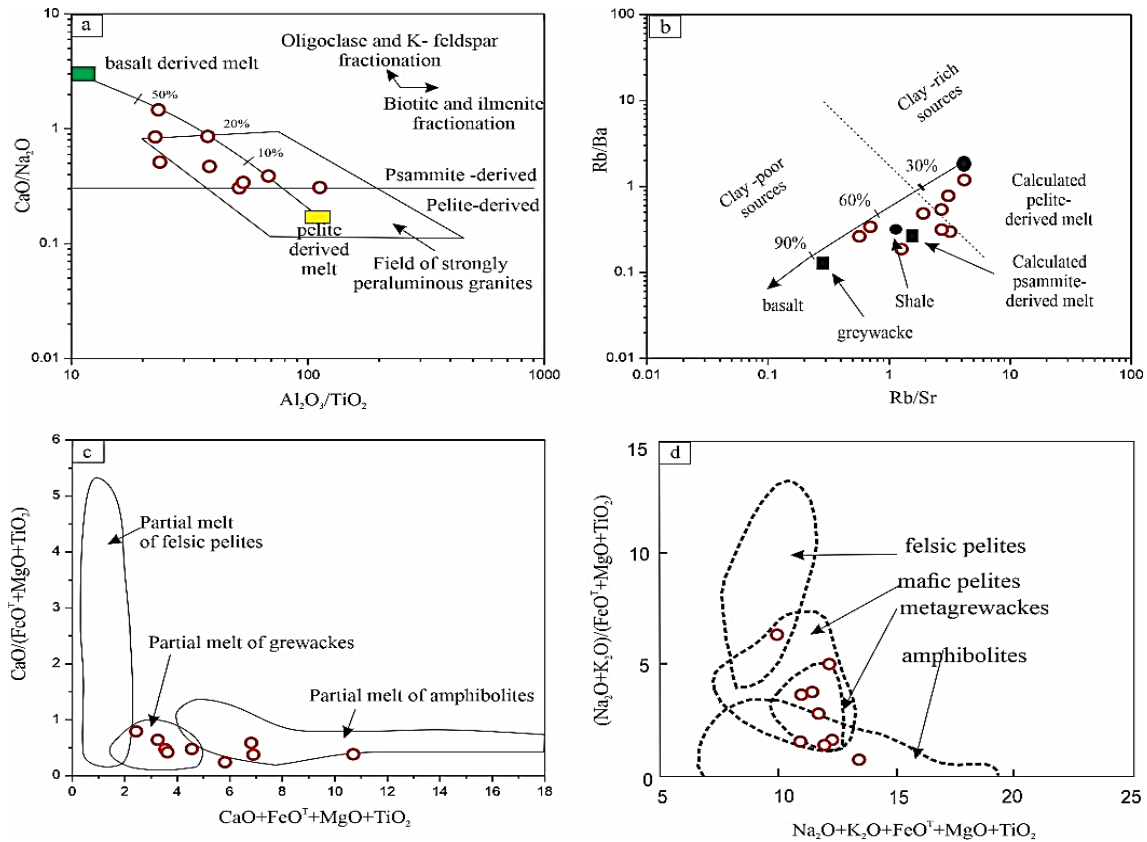 a
10
1
0.1
0.01
CaO/Na₂O
10
100
1000
Al₂O₃/TiO₂
basalt derived melt
50%
20%
10%
Oligoclase and K- feldspar
fractionation
Biotite and ilmenite
fractionation
Psammite -derived
Pelite-derived
pelite
derived
melt
Field of strongly
peraluminous granites
b
100
10
1
0.1
0.01
Rb/Ba
0.01
0.1
1
10
100
Rb/Sr
Clay -rich
sources
Clay -poor
sources
30%
60%
90%
basalt
greywacke
Shale
Calculated
pelite-
derived melt
Calculated
psammite-
derived melt
c
6
5
4
3
2
1
0
CaO/(FeOᵀ+MgO+TiO₂)
0
2
4
6
8
10
12
14
16
18
CaO+FeOᵀ+MgO+TiO₂
Partial melt
of felsic pelites
Partial melt of grewackes
Partial melt of amphibolites
d
15
10
5
0
(Na₂O+K₂O)/(FeOᵀ+MgO+TiO₂)
5
10
15
20
25
Na₂O+K₂O+FeOᵀ+MgO+TiO₂
felsic pelites
mafic pelites
metagrewackes
amphibolites